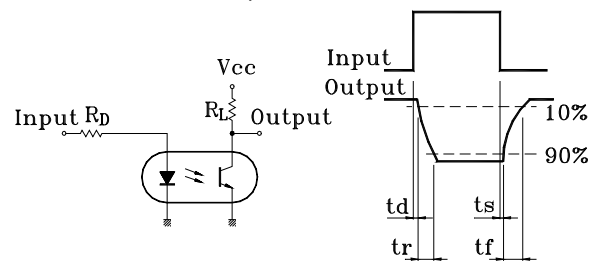 Vcc
RL
Input RD
Output
Input
Output
10%
90%
td
ts
tr
tf